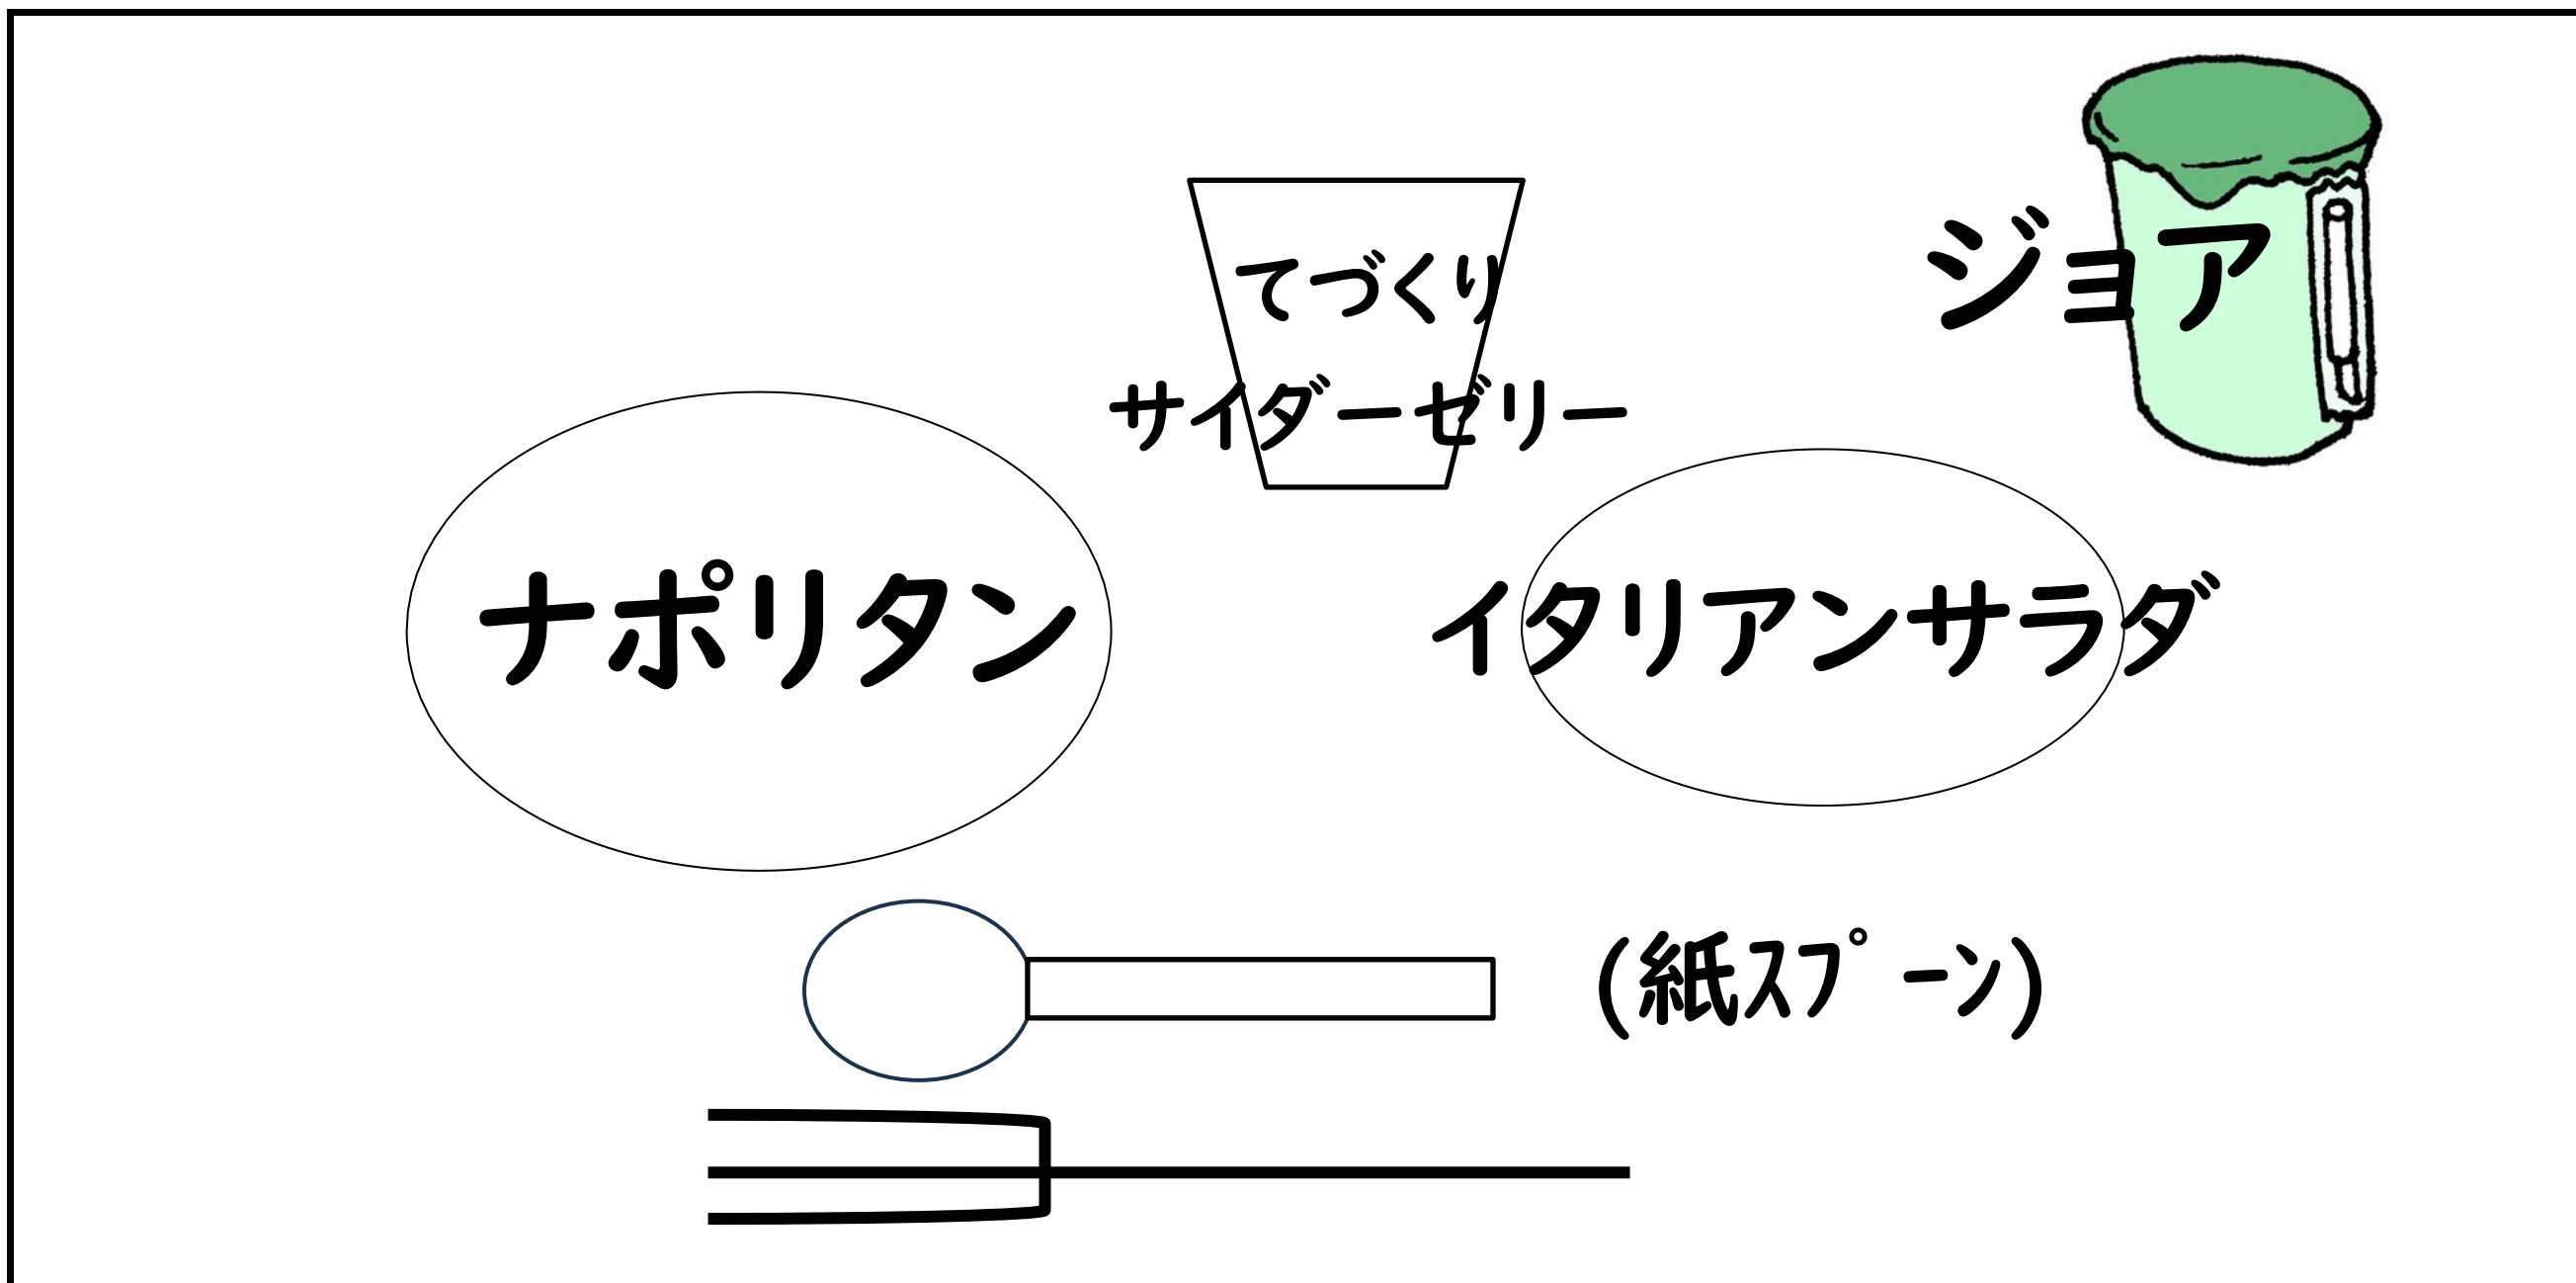 ジョア
てづくり
サイダーゼリー
ナポリタン
イタリアンサラダ
(紙ｽﾌﾟｰﾝ)